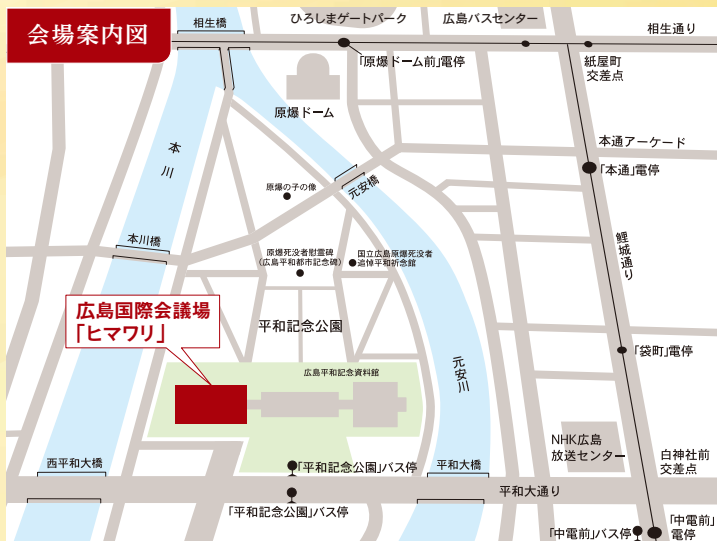 会場案内図
相生橋
ひろしまゲートパーク
広島バスセンター
相生通り
「原爆ドーム前」電停
紙屋町
交差点
原爆ドーム
本通アーケード
本川
「本通」電停
原爆の子の像
元安橋
本川橋
原爆死没者慰霊碑
(広島平和都市記念碑)
国立広島原爆死没者
追悼平和祈念館
鯉城通り
広島国際会議場
「ヒマワリ」
平和記念公園
「袋町」電停
広島平和記念資料館
元安川
NHK広島
放送センター
白神社前
交差点
西平和大橋
「平和記念公園」バス停
平和大橋
平和大通り
「平和記念公園」バス停
「中電前」バス停
「中電前」
電停